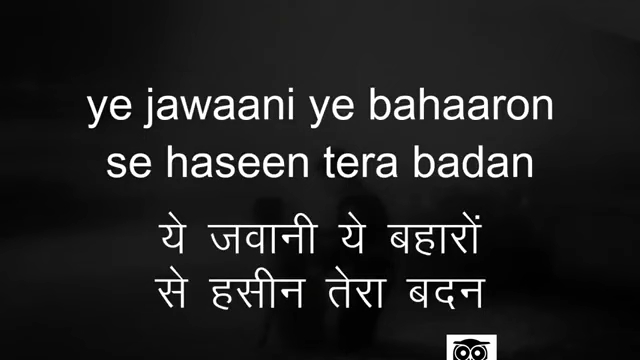 ye jawaani ye bahaaron
se haseen tera badan
ये जवानी ये बहारों
से हसीन तेरा बदन